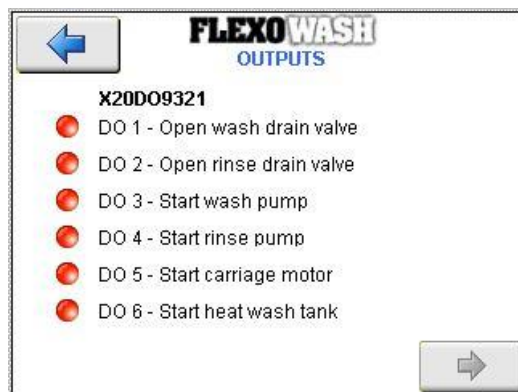 FLEXO WASH
OUTPUTS
X20DO9321
DO 1 - Open wash drain valve
DO 2 - Open rinse drain valve
DO 3 - Start wash pump
DO 4 - Start rinse pump
DO 5 - Start carriage motor
DO 6 - Start heat wash tank